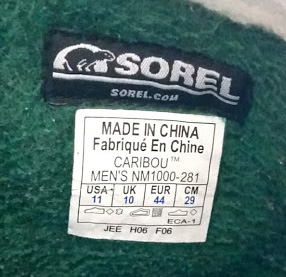 SOREL
SOREL.COM
MADE IN CHINA
Fabriqué En Chine
CARIBOU™
MEN'S NM1000-281
USA UK EUR CM
11 10 44 29
ECA-1
JEE H06 F06